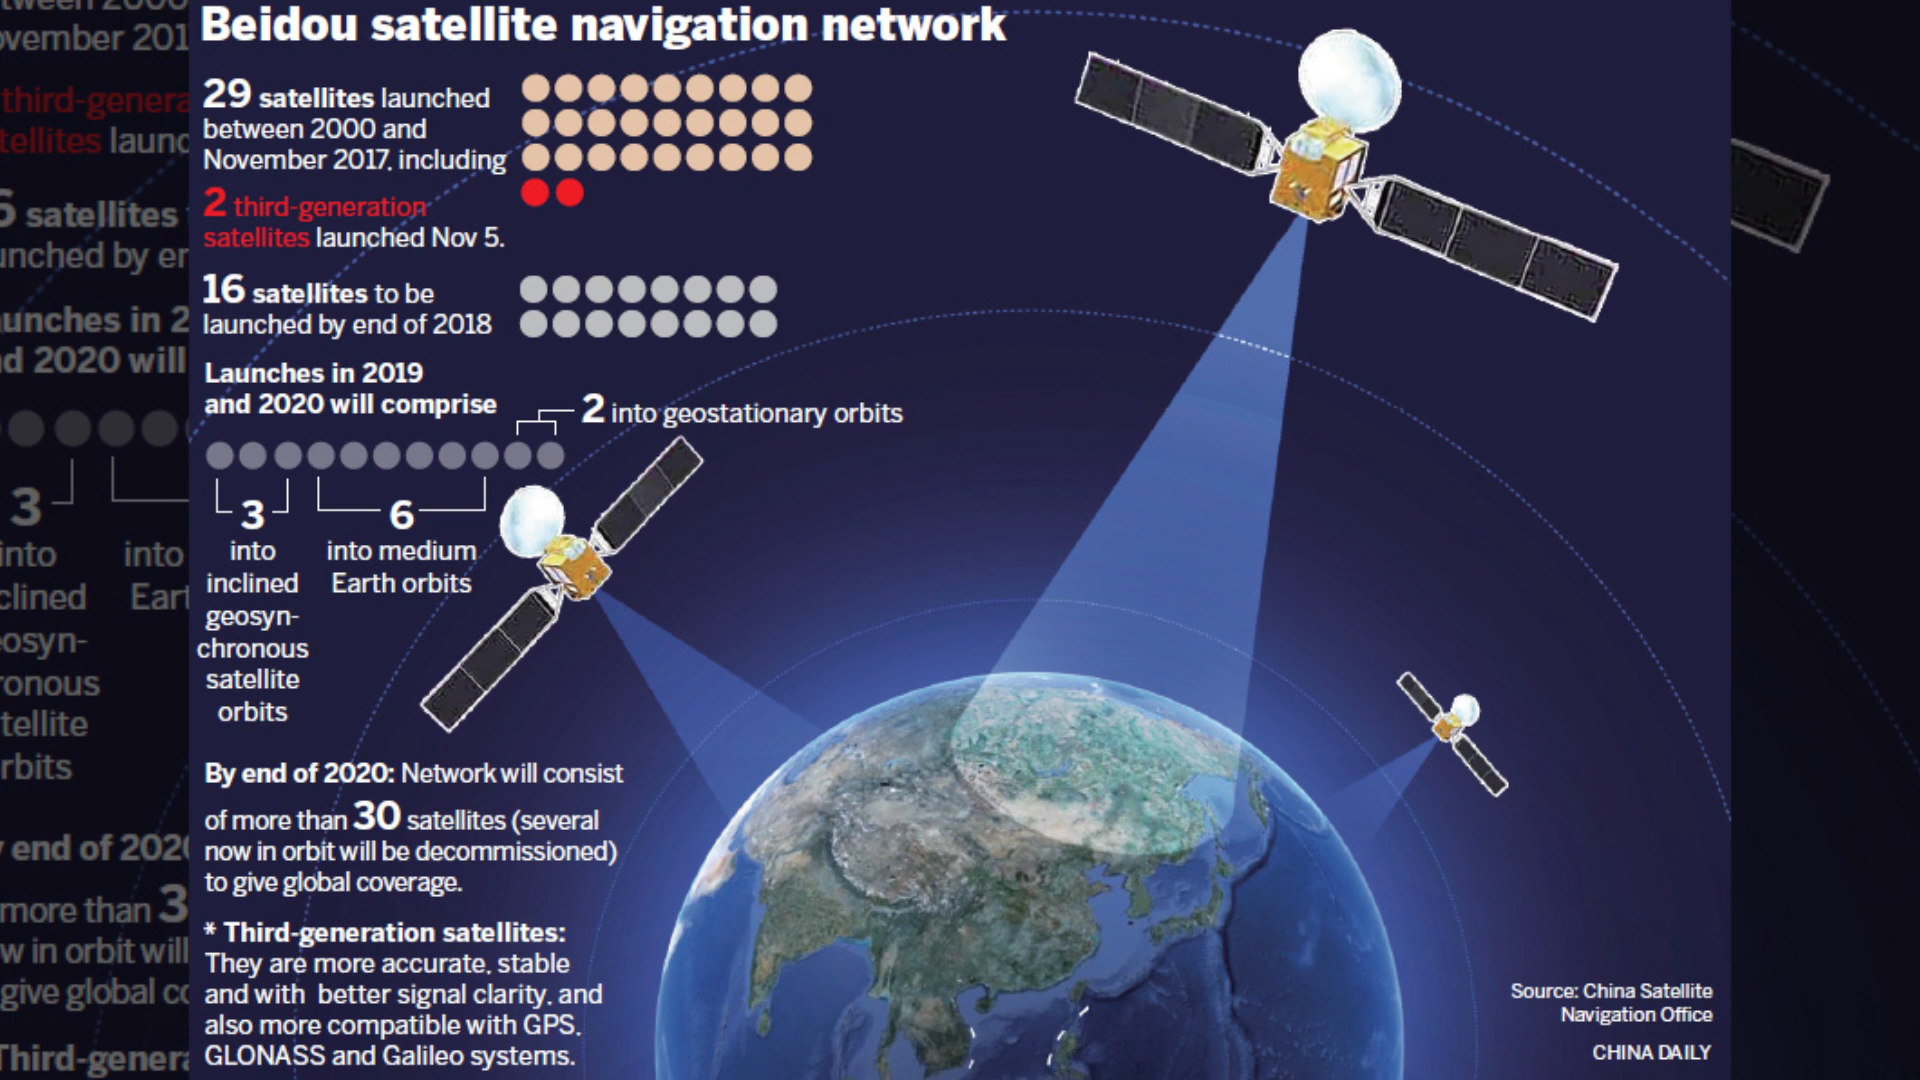 Beidou satellite navigation network
29 satellites launched
between 2000 and
November 2017, including
2 third-generation
satellites launched Nov 5.
16 satellites to be
launched by end of 2018
Launches in 2019
and 2020 will comprise
2 into geostationary orbits
3
into
inclined
geosyn-
chronous
satellite
orbits
6
into medium
Earth orbits
By end of 2020: Network will consist
of more than 30 satellites (several
now in orbit will be decommissioned)
to give global coverage.
* Third-generation satellites:
They are more accurate, stable
and with better signal clarity, and
also more compatible with GPS,
GLONASS and Galileo systems.
Source: China Satellite
Navigation Office
CHINA DAILY